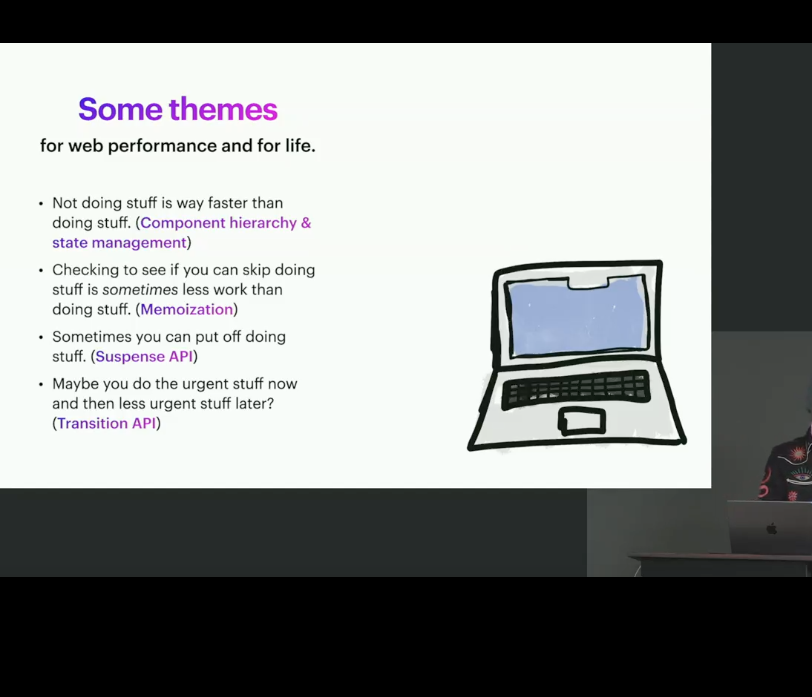 Some themes
for web performance and for life.
• Not doing stuff is way faster than
doing stuff. (Component hierarchy &
state management)
• Checking to see if you can skip doing
stuff is sometimes less work than
doing stuff. (Memoization)
• Sometimes you can put off doing
stuff. (Suspense API)
• Maybe you do the urgent stuff now
and then less urgent stuff later?
(Transition API)